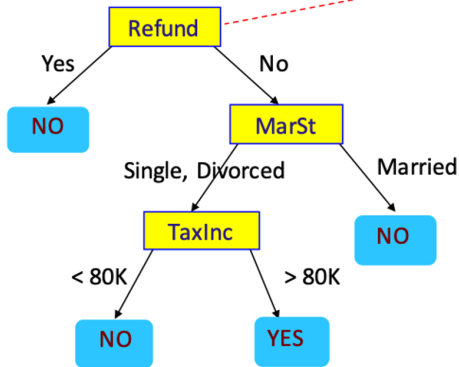 Refund
Yes
No
NO
MarSt
Single, Divorced
Married
TaxInc
NO
< 80K
> 80K
NO
YES